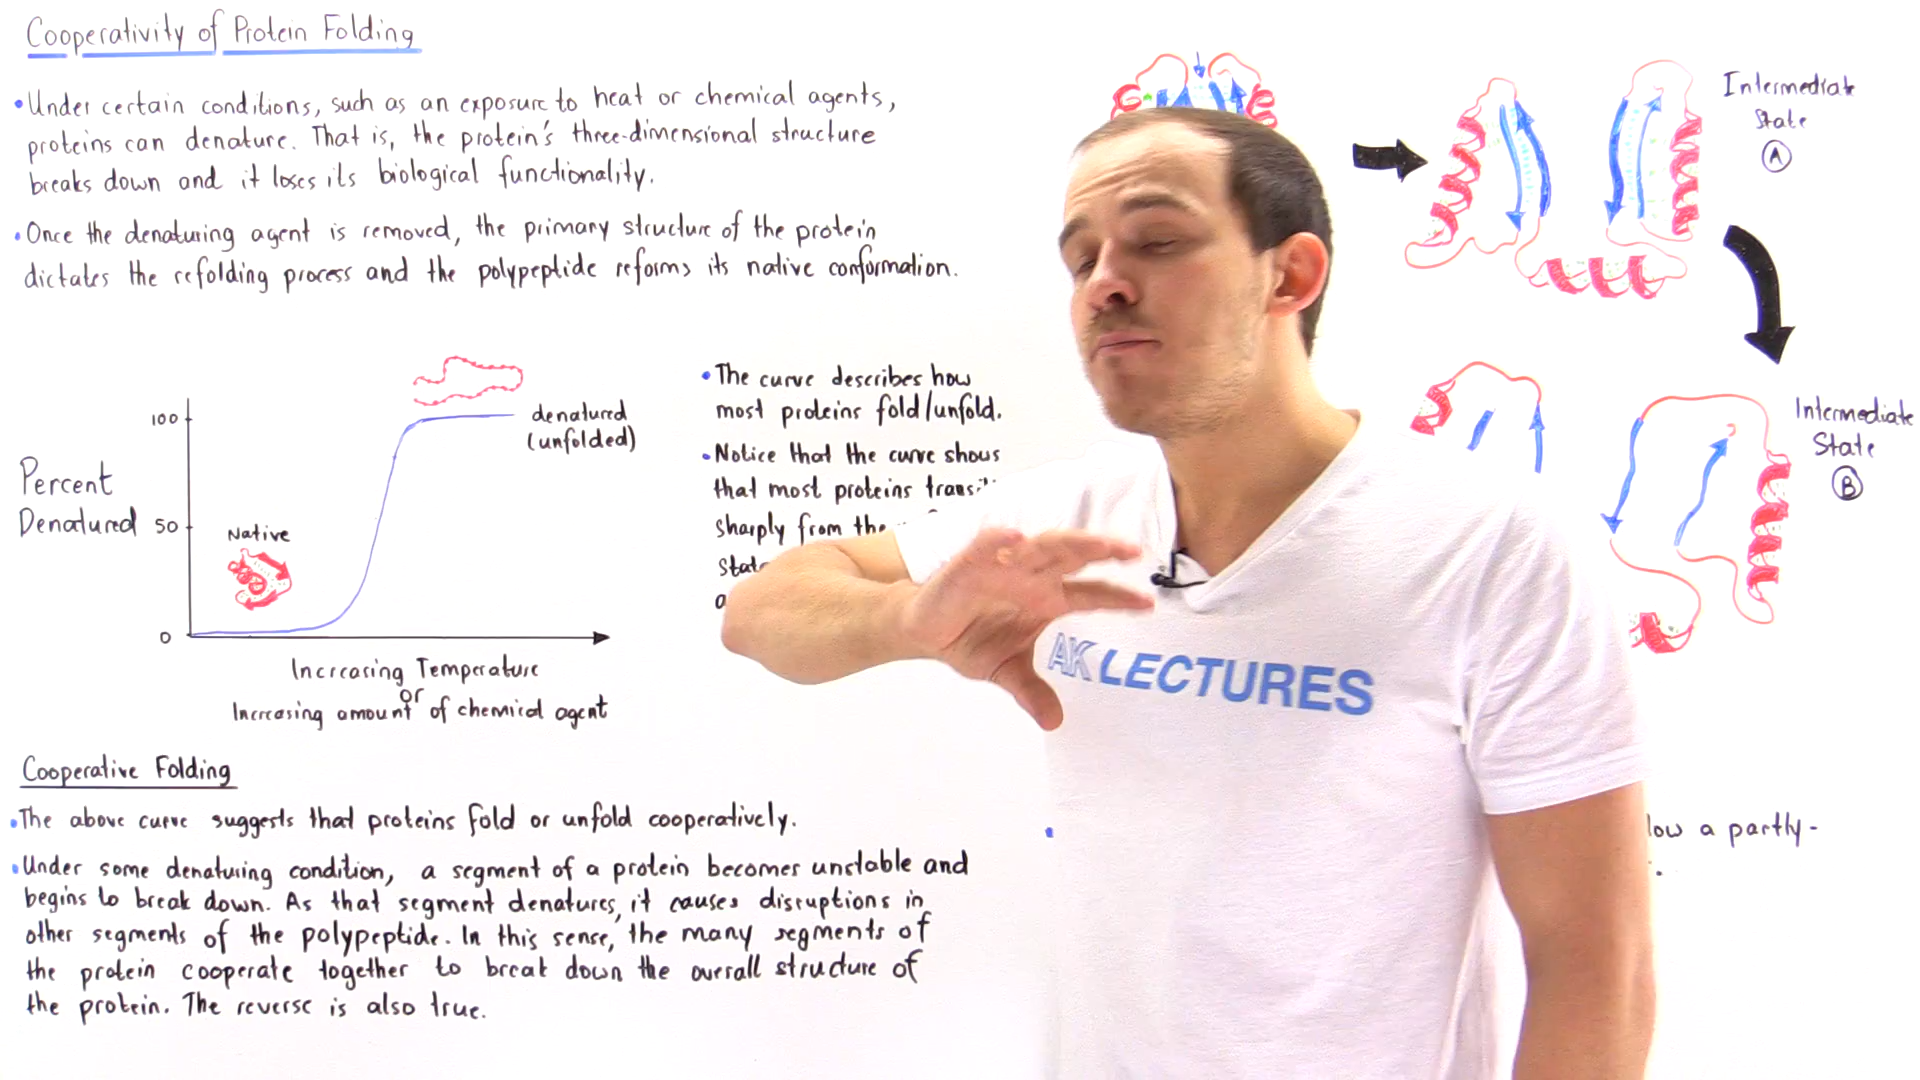 Cooperativity of Protein Folding
•Under certain conditions, such as an exposure to heat or chemical agents,
proteins can denature. That is, the protein's three-dimensional structure
breaks down and it loses its biological functionality.
•Once the denaturing agent is removed, the primary structure of the protein
dictates the refolding process and the polypeptide reforms its native conformation.
100
50
0
Percent
Denatured
Native
denatured
(unfolded)
Increasing Temperature
or
Increasing amount of chemical agent
•The curve describes how
most proteins fold/unfold.
•Notice that the curve shows
that most proteins
sharply from the
Cooperative Folding
•The above curve suggests that proteins fold or unfold cooperatively.
•Under some denaturing condition, a segment of a protein becomes unstable and
begins to break down. As that segment denatures, it causes disruptions in
other segments of the polypeptide. In this sense, the many segments of
the protein cooperate together to break down the overall structure of
the protein. The reverse is also true.
Intermediate
State
A
Intermediate
State
B
a partly-
AK LECTURES